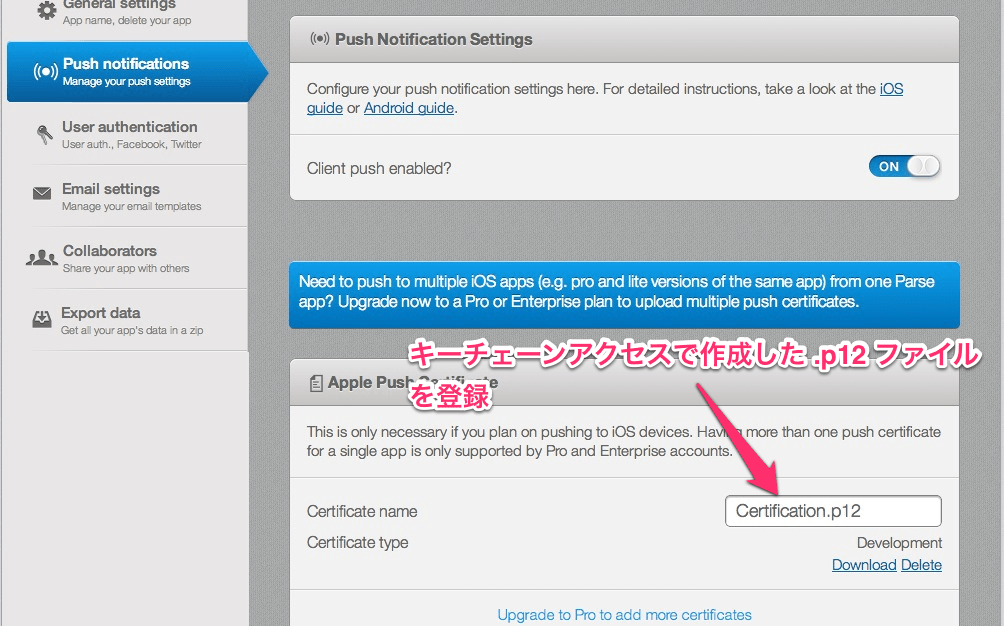 General settings
App name, delete your app
Push notifications
Manage your push settings
User authentication
User auth., Facebook, Twitter
Email settings
Manage your email templates
Collaborators
Share your app with others
Export data
Get all your app's data in a zip
Push Notification Settings
Configure your push notification settings here. For detailed instructions, take a look at the iOS
guide or Android guide.
Client push enabled?
ON
Need to push to multiple iOS apps (e.g. pro and lite versions of the same app) from one Parse
app? Upgrade now to a Pro or Enterprise plan to upload multiple push certificates.
キーチェーンアクセスで作成した .p12 ファイル
を登録
Apple Push Certificate
This is only necessary if you plan on pushing to iOS devices. Having more than one push certificate
for a single app is only supported by Pro and Enterprise accounts.
Certificate name
Certification.p12
Certificate type
Development
Download Delete
Upgrade to Pro to add more certificates